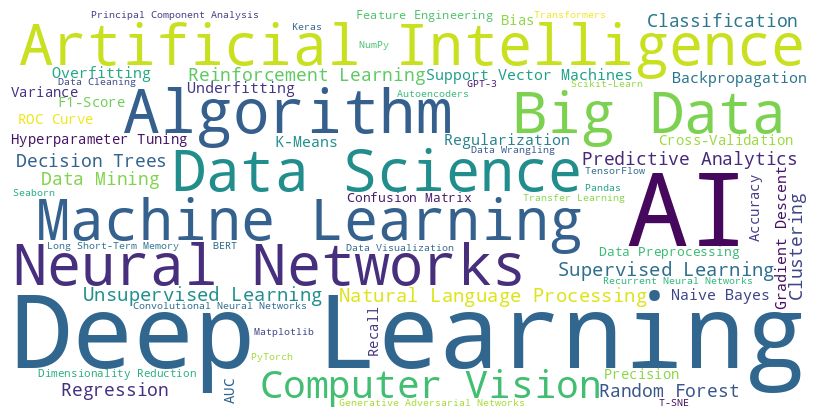 Principal Component Analysis
Feature Engineering
Bias
Transformers
Classification
Keras
Artificial Intelligence
NumPy
Overfitting
Reinforcement Learning
Support Vector Machines
Backpropagation
Data Cleaning
Underfitting
GPT-3
Scikit-Learn
Variance
F1-Score
Algorithm
Autoencoders
Big Data
ROC Curve
Hyperparameter Tuning
K-Means
Regularization
Cross-Validation
Data Wrangling
Decision Trees
Data Science
Predictive Analytics
Data Mining
TensorFlow
Pandas
AI
Accuracy
Gradient Descent
Clustering
Seaborn
Confusion Matrix
Transfer Learning
Machine Learning
Long Short-Term Memory
BERT
Data Visualization
Data Preprocessing
Neural Networks
Supervised Learning
Recurrent Neural Networks
Unsupervised Learning
Natural Language Processing
Naive Bayes
Convolutional Neural Networks
Deep Learning
Matplotlib
Recall
PyTorch
Dimensionality Reduction
Computer Vision
Precision
Regression
AUC
Random Forest
Generative Adversarial Networks
T-SNE